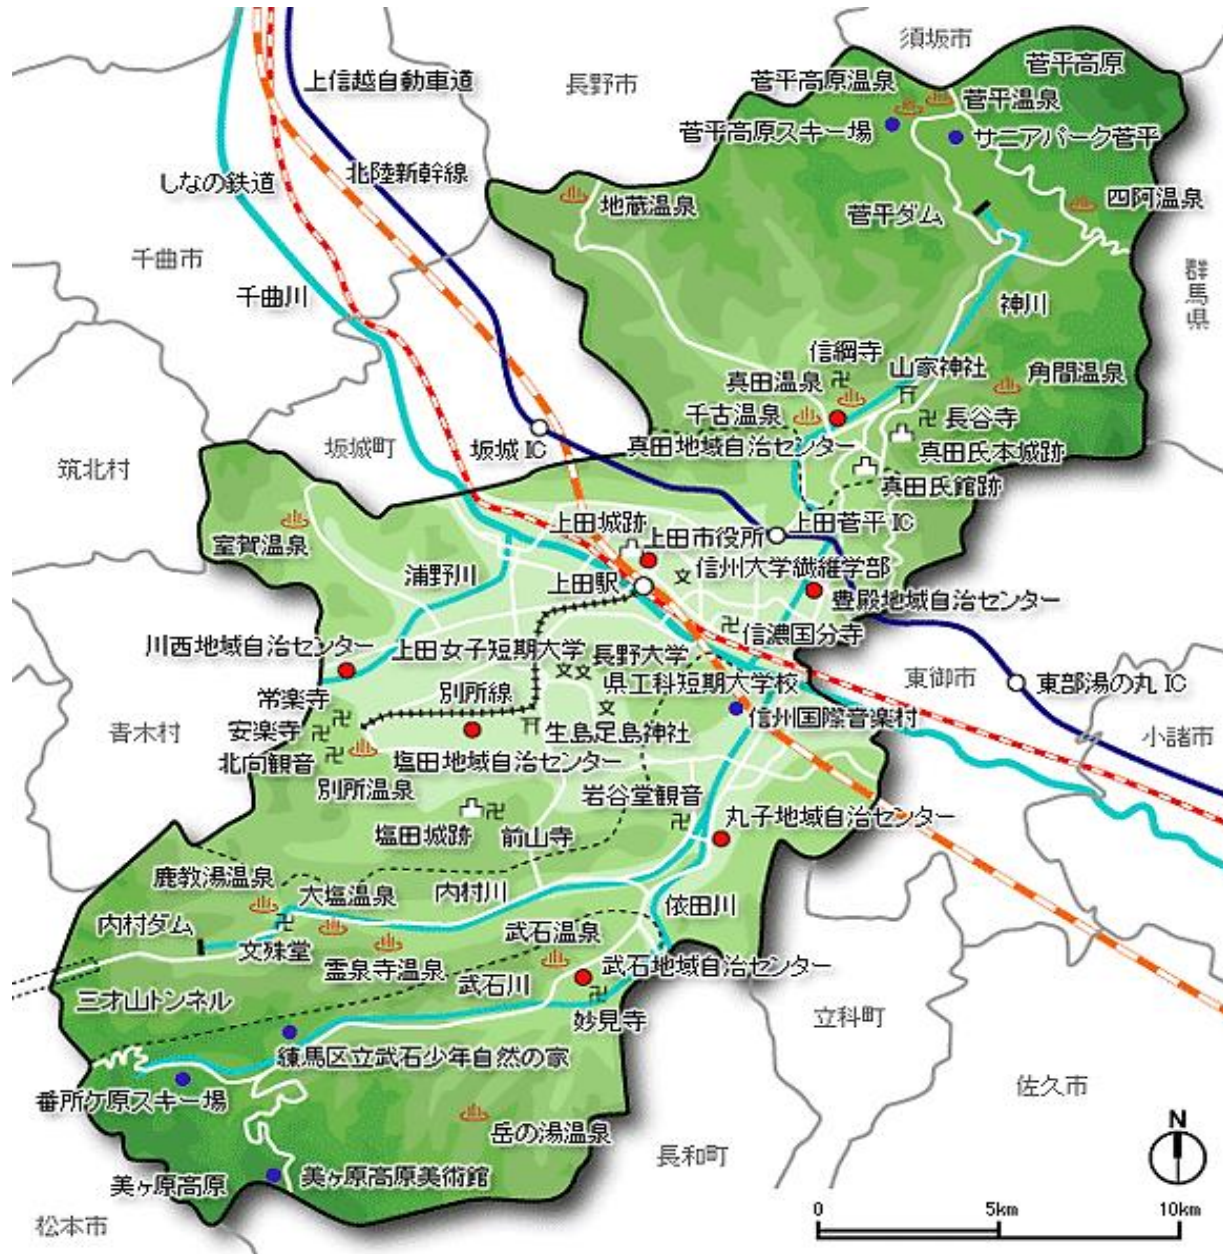 須坂市
菅平高原
上信越自動車道
長野市
菅平高原温泉
菅平温泉
菅平高原スキー場
サニアパーク菅平
しなの鉄道
北陸新幹線
地蔵温泉
菅平ダム
四阿温泉
千曲市
千曲川
群馬県
神川
信綱寺
真田温泉
山家神社
角間温泉
千古温泉
長谷寺
坂城町
坂城IC
真田地域自治センター
真田氏本城跡
筑北村
真田氏館跡
上田城跡
上田市役所
上田菅平IC
室賀温泉
浦野川
上田駅
信州大学繊維学部
豊殿地域自治センター
信濃国分寺
川西地域自治センター
上田女子短期大学
長野大学
県工科短期大学校
東御市
東部湯の丸IC
常楽寺
別所線
信州国際音楽村
青木村
安楽寺
生島足島神社
小諸市
北向観音
塩田地域自治センター
別所温泉
岩谷堂観音
塩田城跡
前山寺
丸子地域自治センター
鹿教湯温泉
大塩温泉
内村川
依田川
内村ダム
文殊堂
武石温泉
霊泉寺温泉
武石地域自治センター
三才山トンネル
武石川
妙見寺
立科町
練馬区立武石少年自然の家
番所ケ原スキー場
佐久市
岳の湯温泉
長和町
N
美ヶ原高原
美ヶ原高原美術館
松本市
0 5km 10km